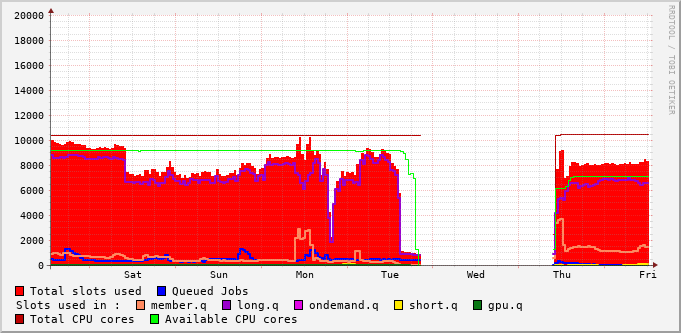 20000
18000
16000
14000
12000
10000
8000
6000
4000
2000
0
Sat Sun Mon Tue Wed Thu Fri
Total slots used Queued Jobs
Slots used in : member.q long.q ondemand.q short.q gpu.q
Total CPU cores Available CPU cores
RRDTOOL / TOBI OETIKER